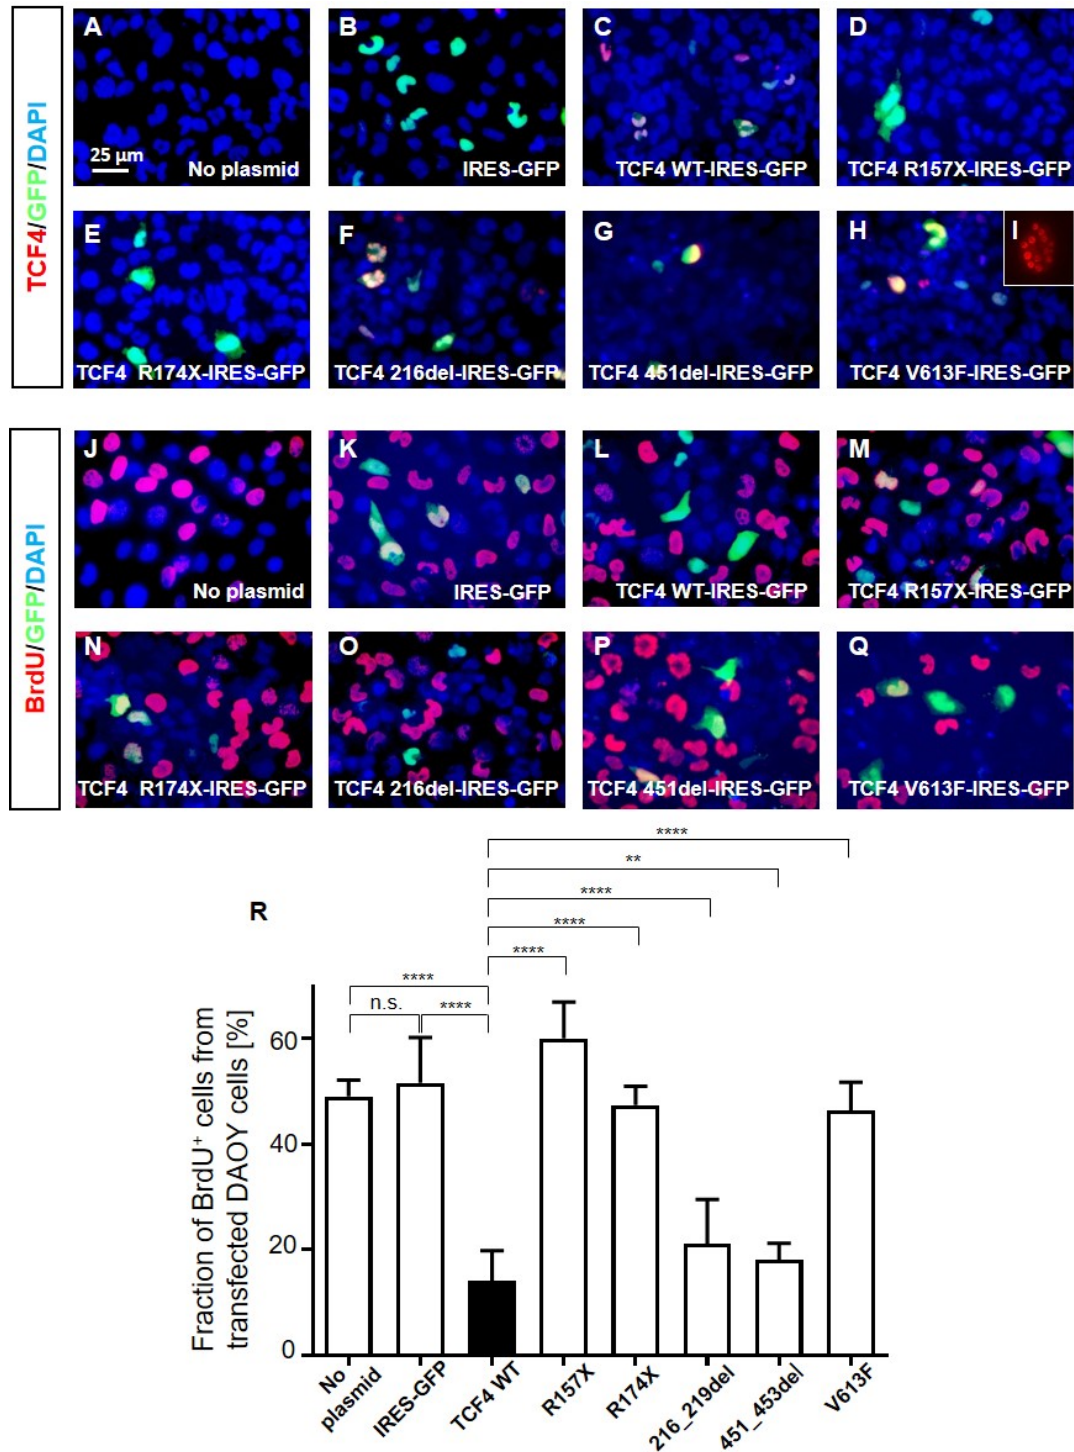 TCF4/GFP/DAPI
A
25 µm
No plasmid
B
IRES-GFP
C
TCF4 WT-IRES-GFP
D
TCF4 R157X-IRES-GFP
E
TCF4 R174X-IRES-GFP
F
TCF4 216del-IRES-GFP
G
TCF4 451del-IRES-GFP
H
I
TCF4 V613F-IRES-GFP
BrdU/GFP/DAPI
J
No plasmid
K
IRES-GFP
L
TCF4 WT-IRES-GFP
M
TCF4 R157X-IRES-GFP
N
TCF4 R174X-IRES-GFP
O
TCF4 216del-IRES-GFP
P
TCF4 451del-IRES-GFP
Q
TCF4 V613F-IRES-GFP
R
****
**
****
****
****
****
n.s.
****
Fraction of BrdU⁺ cells from
transfected DAOY cells [%]
60
40
20
0
No
plasmid
IRES-GFP
TCF4 WT
R157X
R174X
216_219del
451_453del
V613F